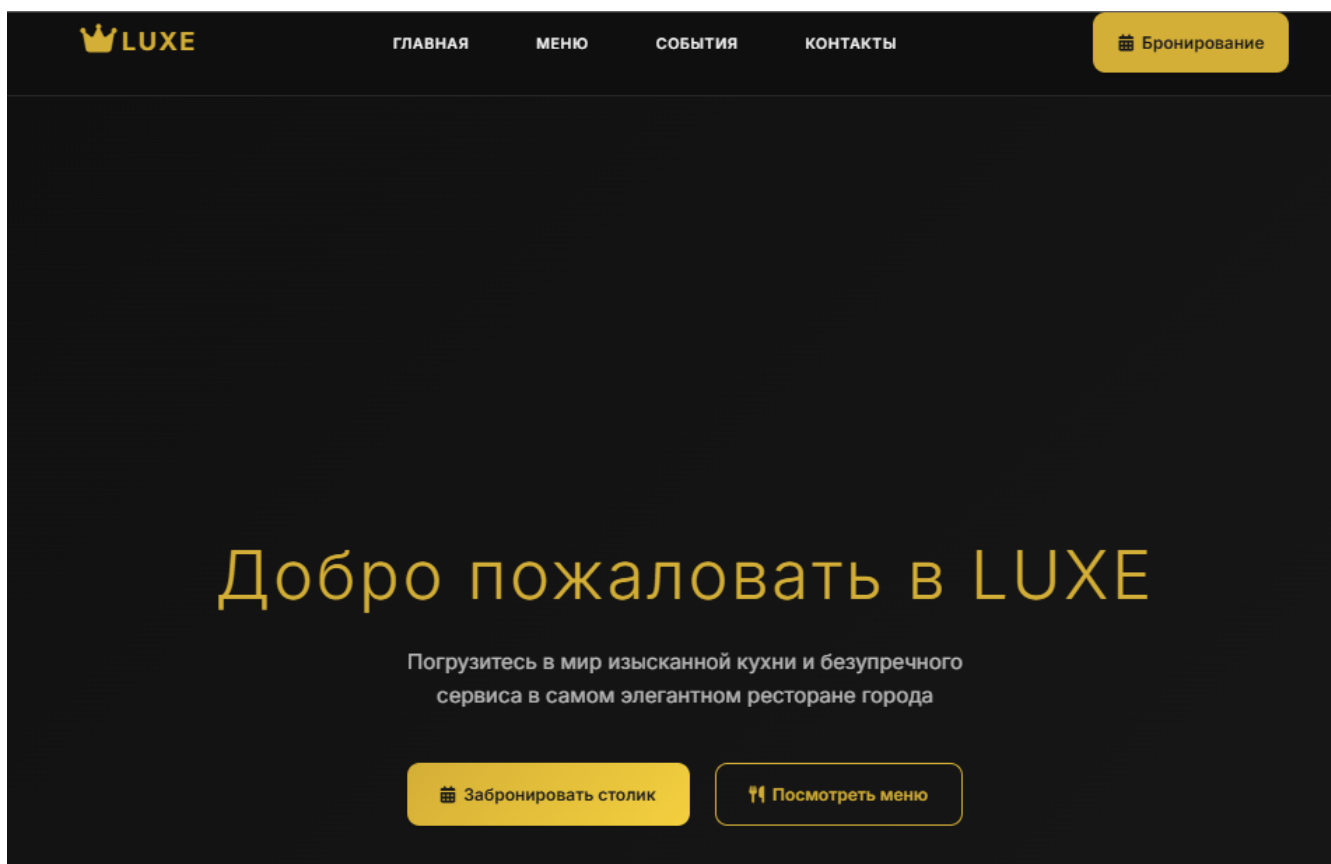 LUXE
ГЛАВНАЯ
МЕНЮ
СОБЫТИЯ
КОНТАКТЫ
Бронирование
Добро пожаловать в LUXE
Погрузитесь в мир изысканной кухни и безупречного
сервиса в самом элегантном ресторане города
Забронировать столик
Посмотреть меню